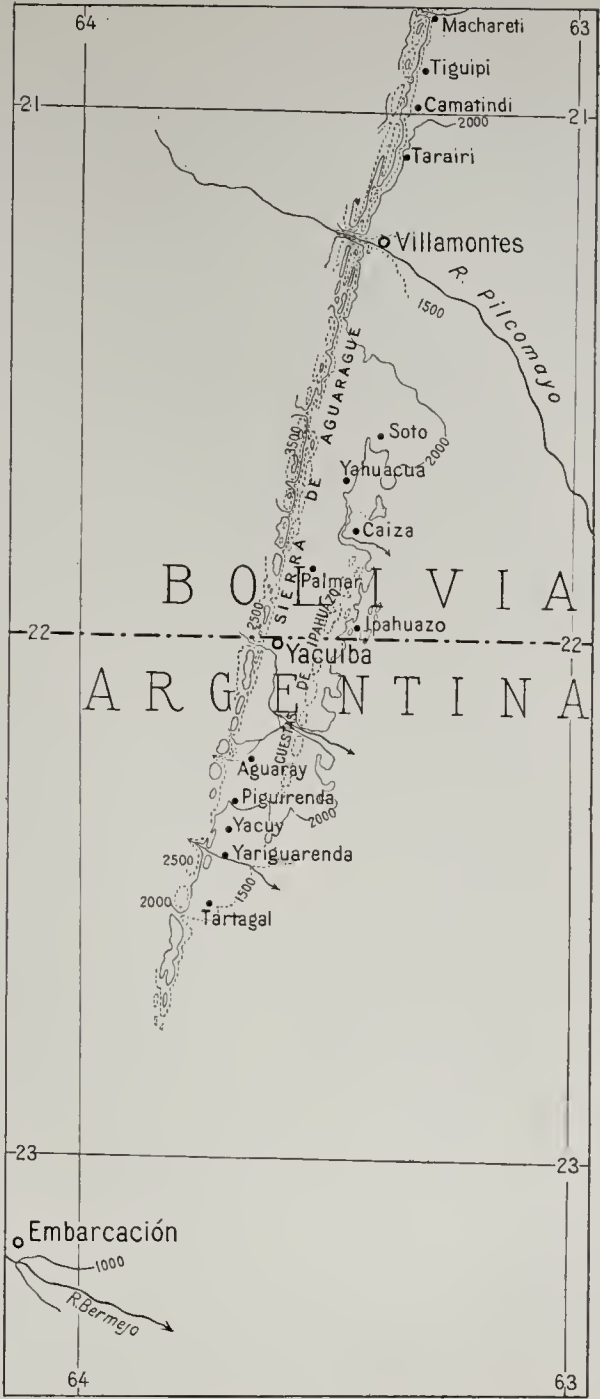 64
63
Machareti
Tiguipi
21
Camatindi
21
2000
Tarairi
Villamontes
R. Pilcomayo
1500
SIERRA DE AGUARAGUE
Soto
3500
2000
Yahuacua
Caiza
Palmar
BOLIVIA
2500
Ipahuazo
22
22
Yacuiba
ARGENTINA
CUESTAS DE IPAHUAZO
Aguaray
Piguirenda
2000
Yacuy
2500
Yariguarenda
1500
2000
Tartagal
23
23
Embarcación
1000
R. Bermejo
64
63